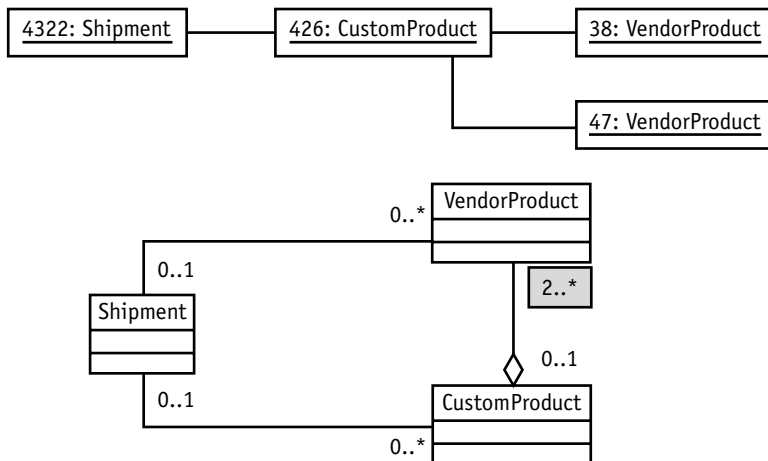 4322: Shipment
426: CustomProduct
38: VendorProduct
47: VendorProduct
VendorProduct
0..*
0..1
2..*
Shipment
0..1
0..1
CustomProduct
0..*